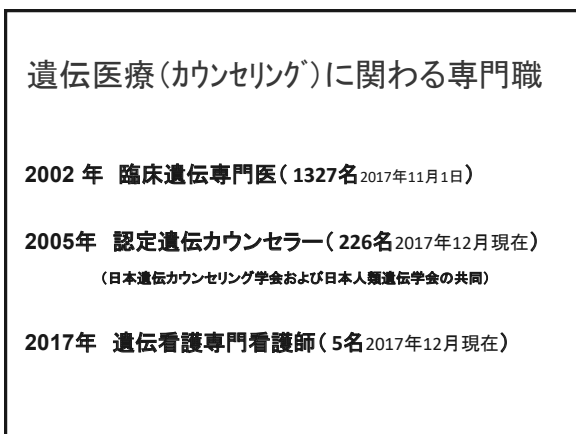 遺伝医療（ｶｳﾝｾﾘﾝｸﾞ）に関わる専門職
2002 年 臨床遺伝専門医（ 1327名2017年11月1日）
2005年 認定遺伝カウンセラー（ 226名2017年12月現在）
（日本遺伝カウンセリング学会および日本人類遺伝学会の共同）
2017年 遺伝看護専門看護師（ 5名2017年12月現在）